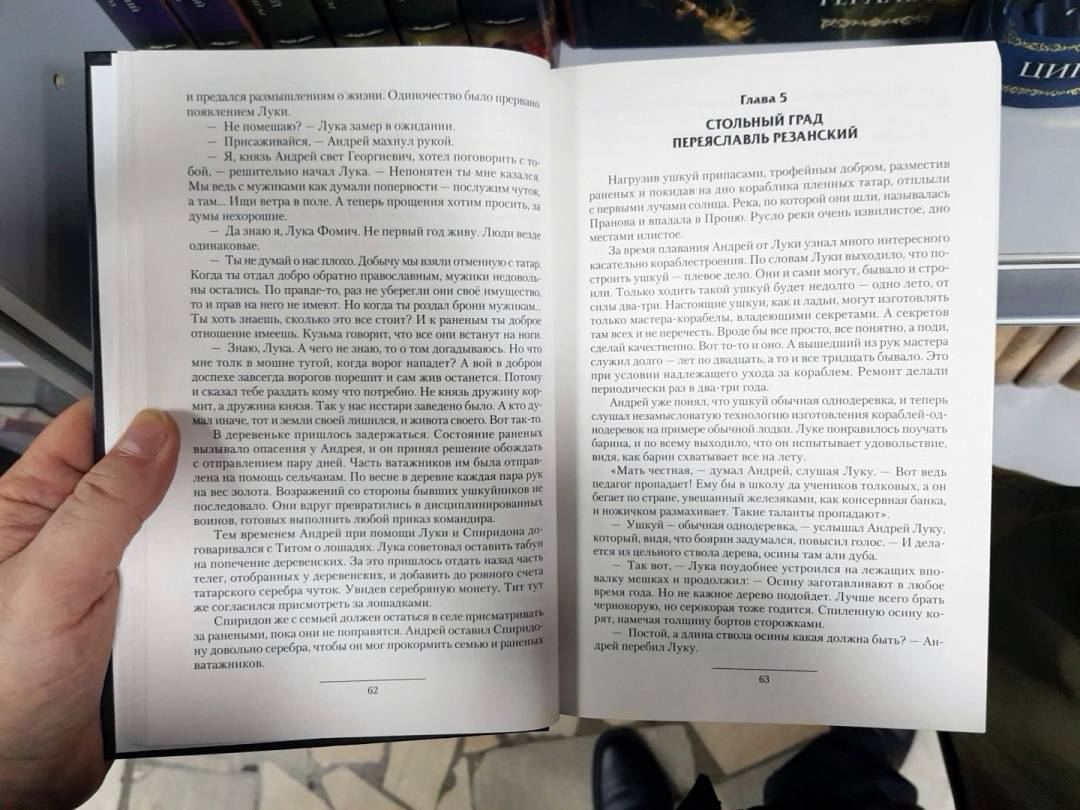 ЦИ
и предался размышлениям о жизни. Одиночество было прервано
появлением Луки.
— Не помешаю? — Лука замер в ожидании.
— Присаживайся, — Андрей махнул рукой.
— Я, князь Андрей свет Георгиевич, хотел поговорить с то-
бой, — решительно начал Лука. — Непонятен ты мне казался.
Мы ведь с мужиками как думали попервости — послужим чуток,
а там... Ищи ветра в поле. А теперь прощения хотим просить, за
думы нехорошие.
— Да знаю я, Лука Фомич. Не первый год живу. Люди везде
одинаковые.
— Ты не думай о нас плохо. Добычу мы взяли отменную с татар.
Когда ты отдал добро обратно православным, мужики недоволь-
ны остались. По правде-то, раз не уберегли они своё имущество,
то и прав на него не имеют. Но когда ты роздал брони мужикам...
Ты хоть знаешь, сколько это все стоит? И к раненым ты доброе
отношение имеешь. Кузьма говорит, что все они встанут на ноги.
— Знаю, Лука. А чего не знаю, то о том догадываюсь. Но что
мне толк в мошне тугой, когда ворог нападет? А вой в добром
доспехе завсегда ворогов порешит и сам жив останется. Потому
и сказал тебе раздать кому что потребно. Не князь дружину кор-
мит, а дружина князя. Так у нас исстари заведено было. А кто ду-
мал иначе, тот и земли своей лишился, и живота своего. Вот так-то.
В деревеньке пришлось задержаться. Состояние раненых
вызывало опасения у Андрея, и он принял решение обождать
с отправлением пару дней. Часть ватажников им была отправ-
лена на помощь сельчанам. По весне в деревне каждая пара рук
на вес золота. Возражений со стороны бывших ушкуйников не
последовало. Они вдруг превратились в дисциплинированных
воинов, готовых выполнить любой приказ командира.
Тем временем Андрей при помощи Луки и Спиридона до-
говаривался с Титом о лошадях. Лука советовал оставить табун
на попечение деревенских. За это пришлось отдать назад часть
телег, отобранных у деревенских, и добавить до ровного счета
татарского серебра чуток. Увидев серебряную монету, Тит тут
же согласился присмотреть за лошадками.
Спиридон же с семьей должен остаться в селе присматривать
за ранеными, пока они не поправятся. Андрей оставил Спиридо-
ну довольно серебра, чтобы он мог прокормить семью и раненых
ватажников.
62
Глава 5
СТОЛЬНЫЙ ГРАД
ПЕРЕЯСЛАВЛЬ РЕЗАНСКИЙ
Нагрузив ушкуй припасами, трофейным добром, разместив
раненых и покидав на дно кораблика пленных татар, отплыли
с первыми лучами солнца. Река, по которой они шли, называлась
Пранова и впадала в Проню. Русло реки очень извилистое, дно
местами илистое.
За время плавания Андрей от Луки узнал много интересного
касательно кораблестроения. По словам Луки выходило, что по-
строить ушкуй — плевое дело. Они и сами могут, бывало и стро-
или. Только ходить такой ушкуй будет недолго — одно лето, от
силы два-три. Настоящие ушкуи, как и ладьи, могут изготовлять
только мастера-корабелы, владеющими секретами. А секретов
там всех и не перечесть. Вроде бы все просто, все понятно, а поди,
сделай качественно. Вот то-то и оно. А вышедший из рук мастера
служил долго — лет по двадцать, а то и все тридцать бывало. Это
при условии надлежащего ухода за кораблем. Ремонт делали
периодически раз в два-три года.
Андрей уже понял, что ушкуй обычная однодревка, и теперь
слушал незамысловатую технологию изготовления кораблей-од-
нодревок на примере обычной лодки. Луке понравилось поучать
барина, и по всему выходило, что он испытывает удовольствие,
видя, как барин схватывает все на лету.
«Мать честная, — думал Андрей, слушая Луку. — Вот ведь
педагог пропадает! Ему бы в школу да учеников толковых, а он
бегает по стране, увешанный железяками, как консервная банка,
и ножичком размахивает. Такие таланты пропадают».
— Ушкуй — обычная однодревка, — услышал Андрей Луку,
который, видя, что боярин задумался, повысил голос. — И дела-
ется из цельного ствола дерева, осины там али дуба.
— Так вот, — Лука поудобнее устроился на лежащих впо-
валку мешках и продолжил: — Осину заготавливают в любое
время года. Но не кажное дерево подойдет. Лучше всего брать
чернокорую, но серокорая тоже годится. Спиленную осину ко-
рят, намечая толщину бортов сторожками.
— Постой, а длина ствола осины какая должна быть? — Ан-
дрей перебил Луку.
63